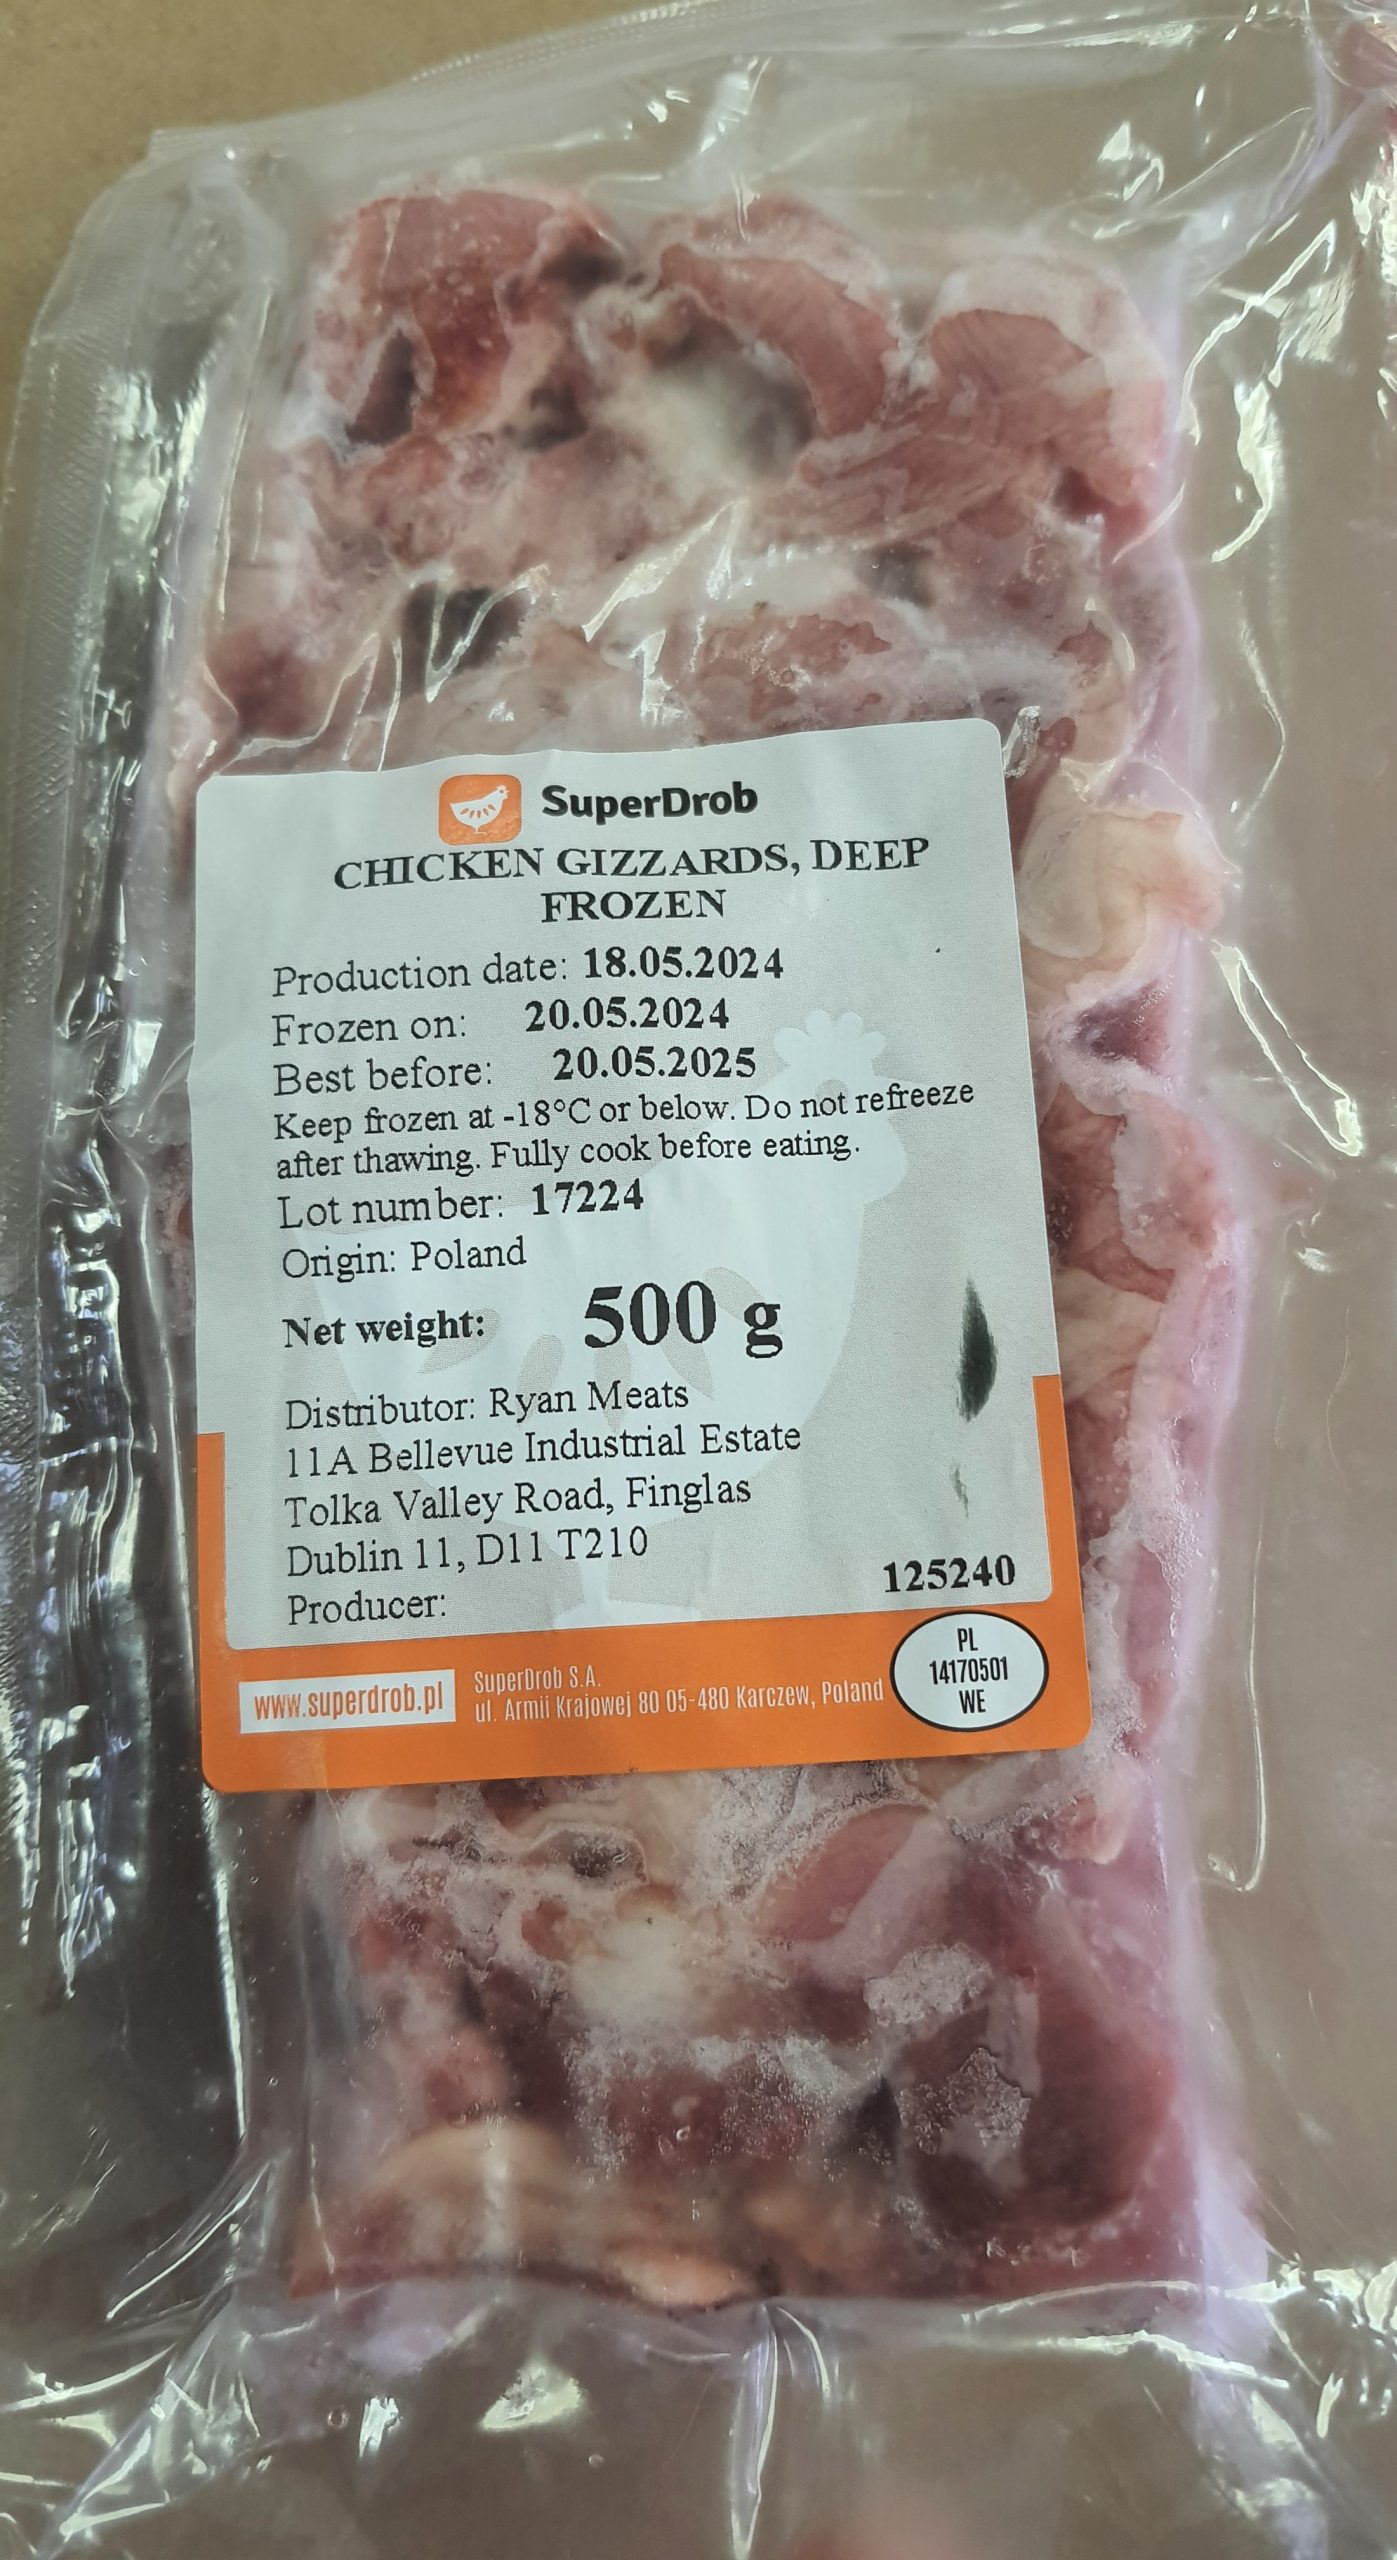 SuperDrob
CHICKEN GIZZARDS, DEEP
FROZEN
Production date: 18.05.2024
Frozen on: 20.05.2024
Best before: 20.05.2025
Keep frozen at -18°C or below. Do not refreeze
after thawing. Fully cook before eating.
Lot number: 17224
Origin: Poland
Net weight: 500 g
Distributor: Ryan Meats
11A Bellevue Industrial Estate
Tolka Valley Road, Finglas
Dublin 11, D11 T210
Producer:
125240
www.superdrob.pl
SuperDrob S.A.
ul. Armii Krajowej 80 05-480 Karczew, Poland
PL
14170501
WE